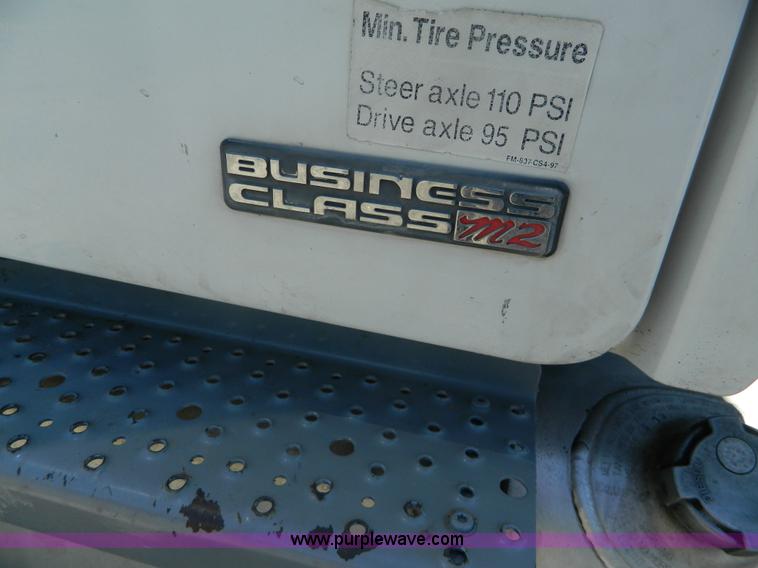 Min. Tire Pressure
Steer axle 110 PSI
Drive axle 95 PSI
BUSINESS
CLASS M2
www.purplewave.com